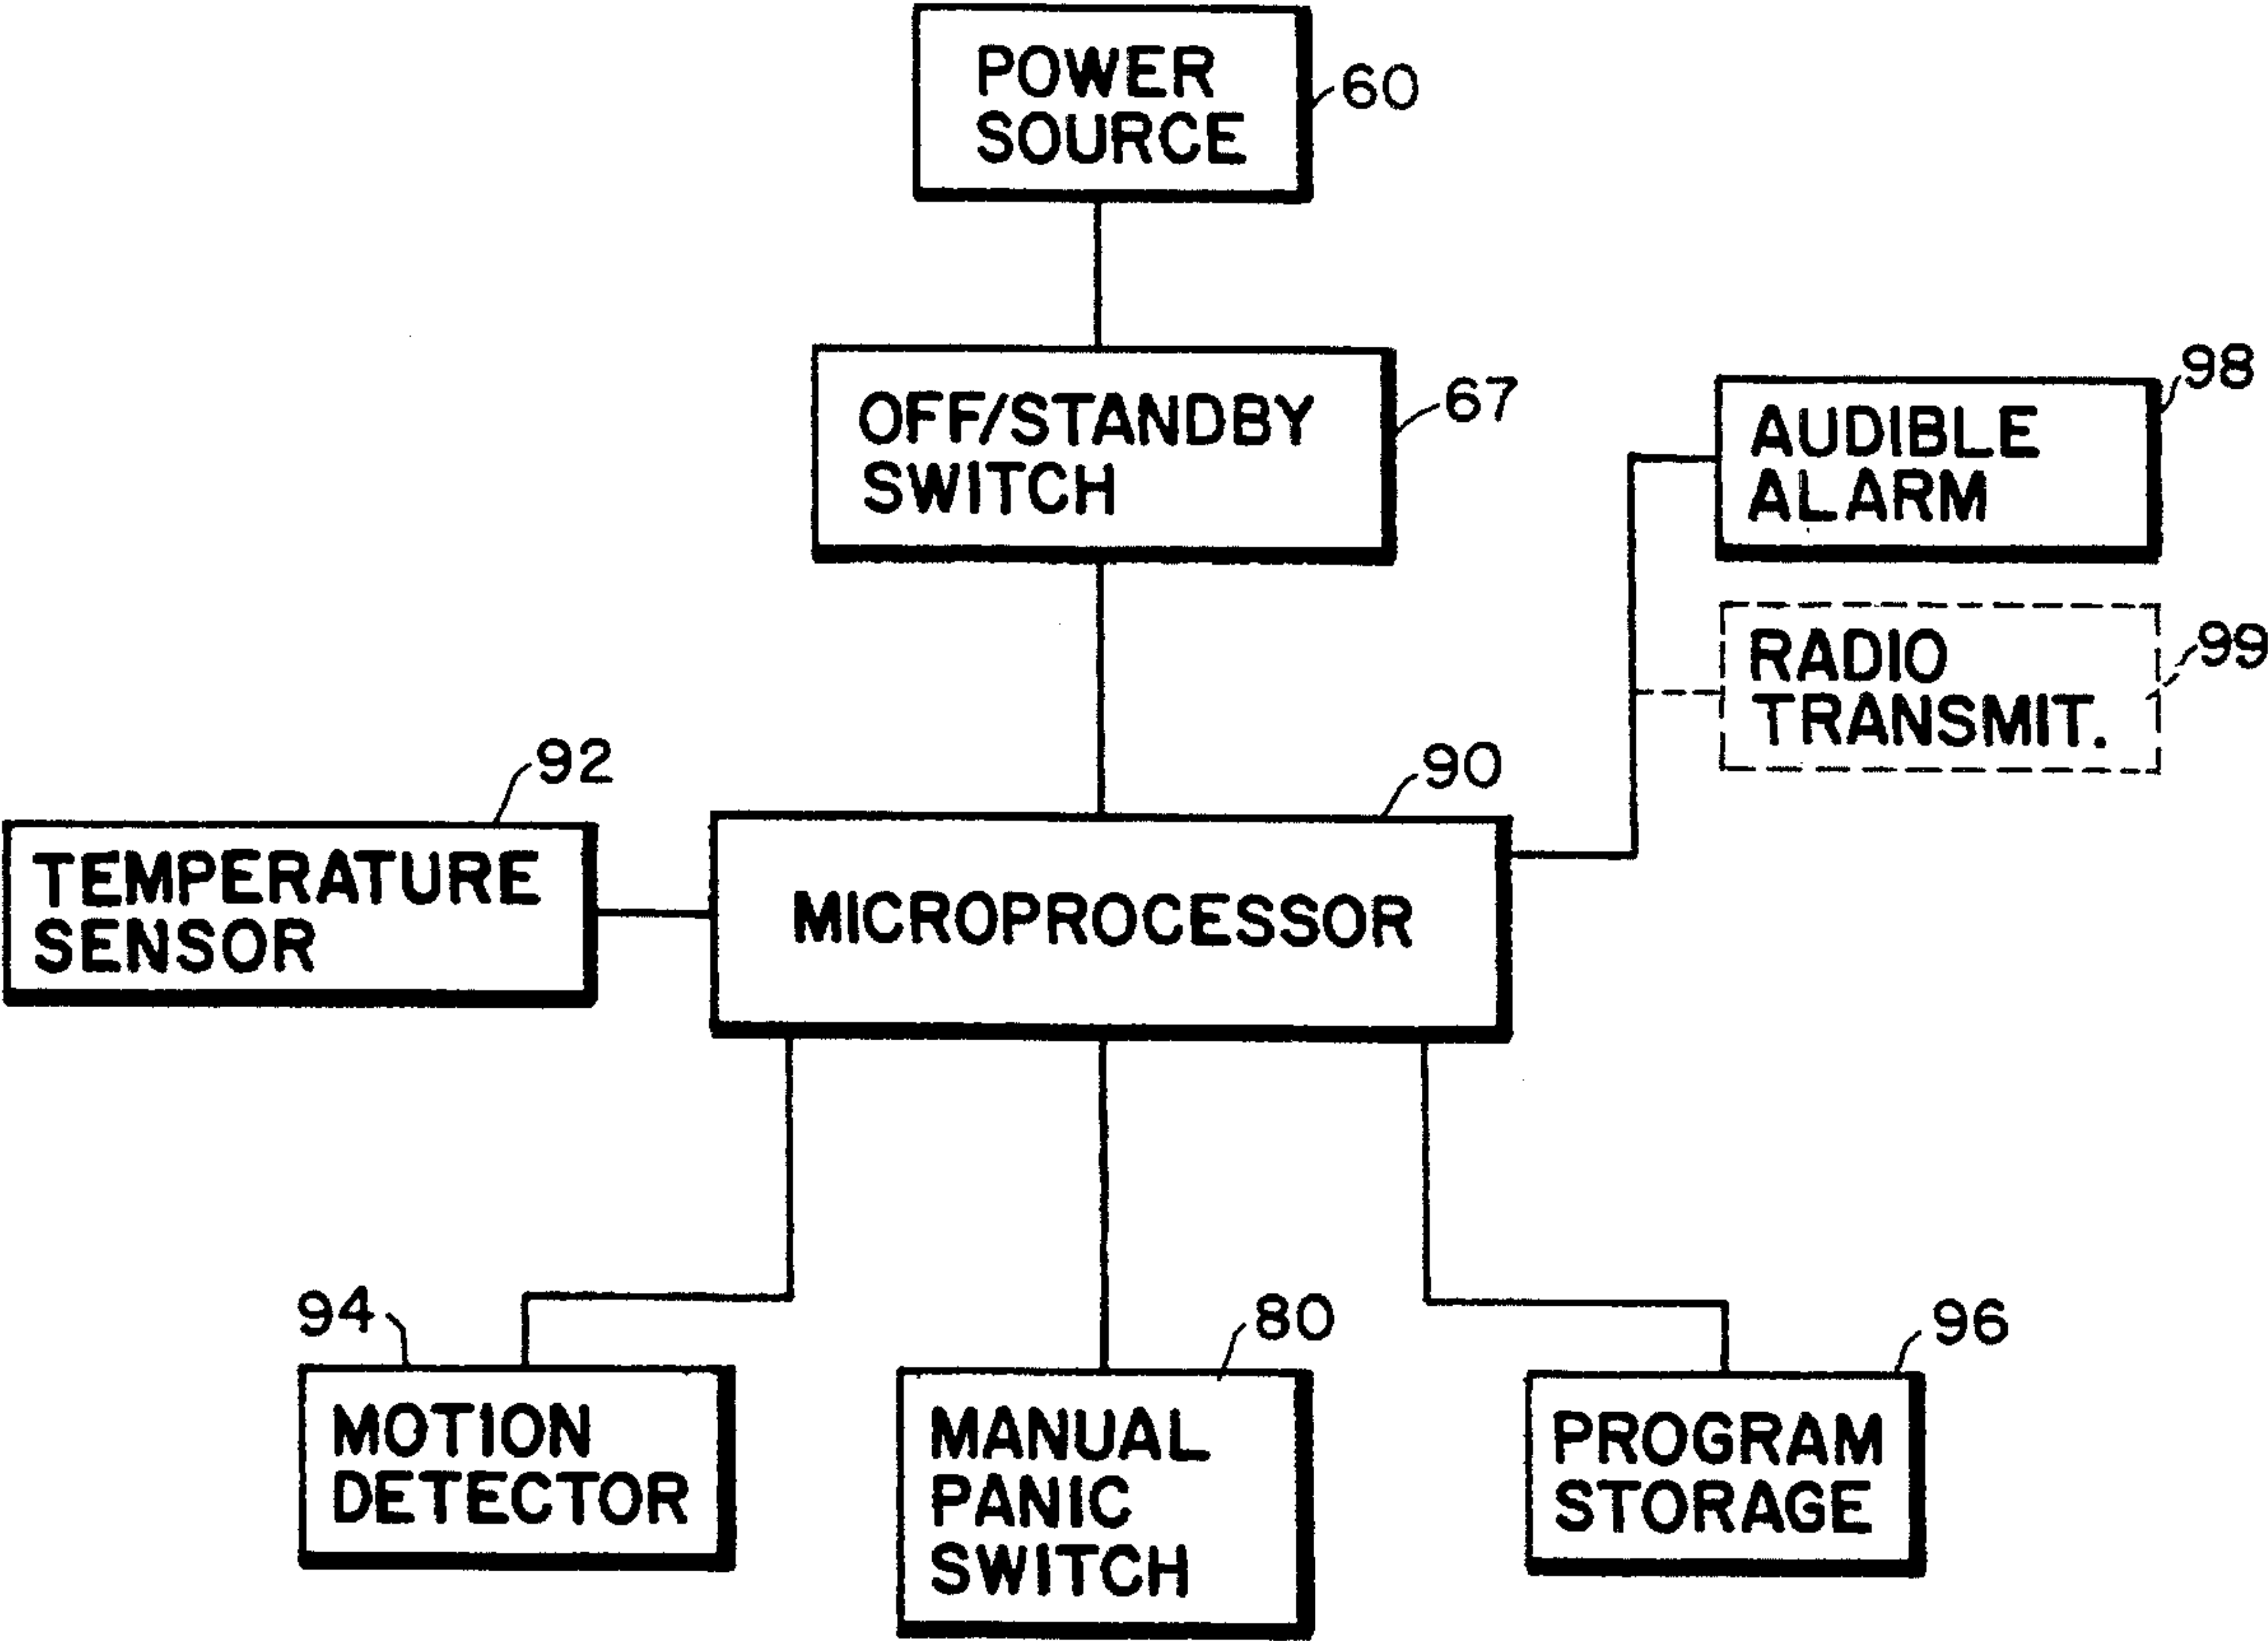 POWER
SOURCE
60
OFF/STANDBY
SWITCH
67
AUDIBLE
ALARM
98
RADIO
TRANSMIT.
99
92
TEMPERATURE
SENSOR
90
MICROPROCESSOR
94
MOTION
DETECTOR
80
MANUAL
PANIC
SWITCH
96
PROGRAM
STORAGE